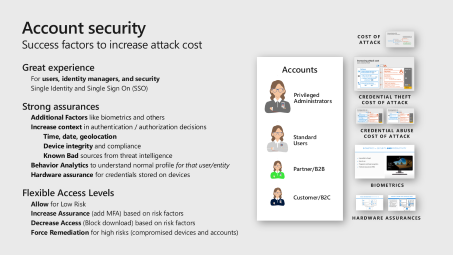 Account security
Success factors to increase attack cost
Great experience
For users, identity managers, and security
Single Identity and Single Sign On (SSO)
Strong assurances
Additional Factors like biometrics and others
Increase context in authentication / authorization decisions
Time, date, geolocation
Device integrity and compliance
Known Bad sources from threat intelligence
Behavior Analytics to understand normal profile for that user/entity
Hardware assurance for credentials stored on devices
Flexible Access Levels
Allow for Low Risk
Increase Assurance (add MFA) based on risk factors
Decrease Access (Block download) based on risk factors
Force Remediation for high risks (compromised devices and accounts)
Accounts
Privileged
Administrators
Standard
Users
Partner/B2B
Customer/B2C
COST OF
ATTACK
CREDENTIAL THEFT
COST OF ATTACK
CREDENTIAL ABUSE
COST OF ATTACK
BIOMETRICS
HARDWARE ASSURANCES